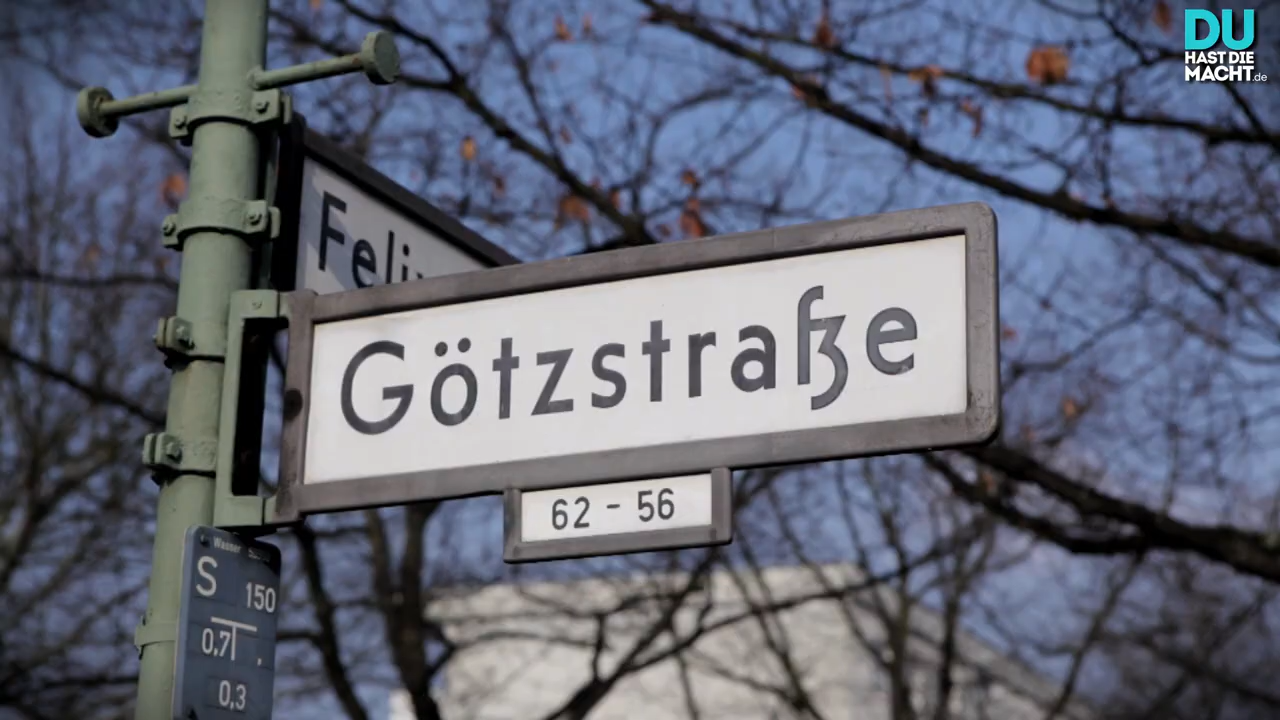 DU
HAST DIE
MACHT.de
Götzstraße
62 - 56
S
150
0.7
0,3